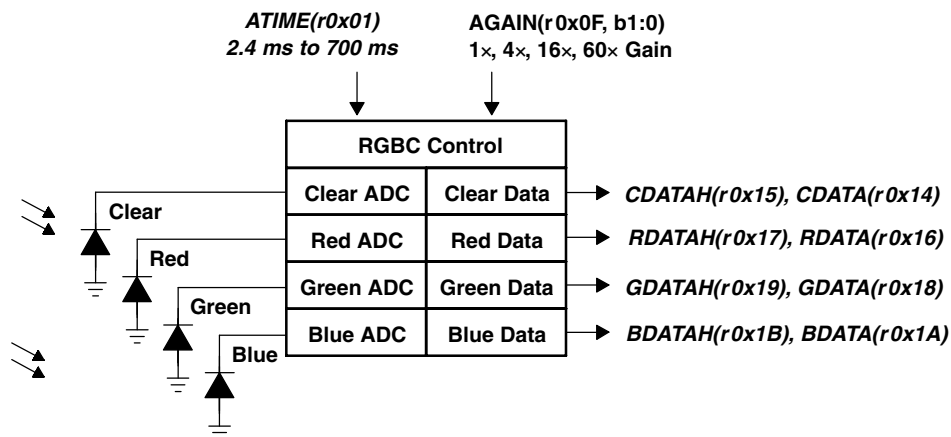 ATIME(r0x01)
2.4 ms to 700 ms
AGAIN(r0x0F, b1:0)
1×, 4×, 16×, 60× Gain
RGBC Control
Clear ADC
Clear Data
CDATAH(r0x15), CDATA(r0x14)
Clear
Red ADC
Red Data
RDATAH(r0x17), RDATA(r0x16)
Red
Green ADC
Green Data
GDATAH(r0x19), GDATA(r0x18)
Green
Blue ADC
Blue Data
BDATAH(r0x1B), BDATA(r0x1A)
Blue